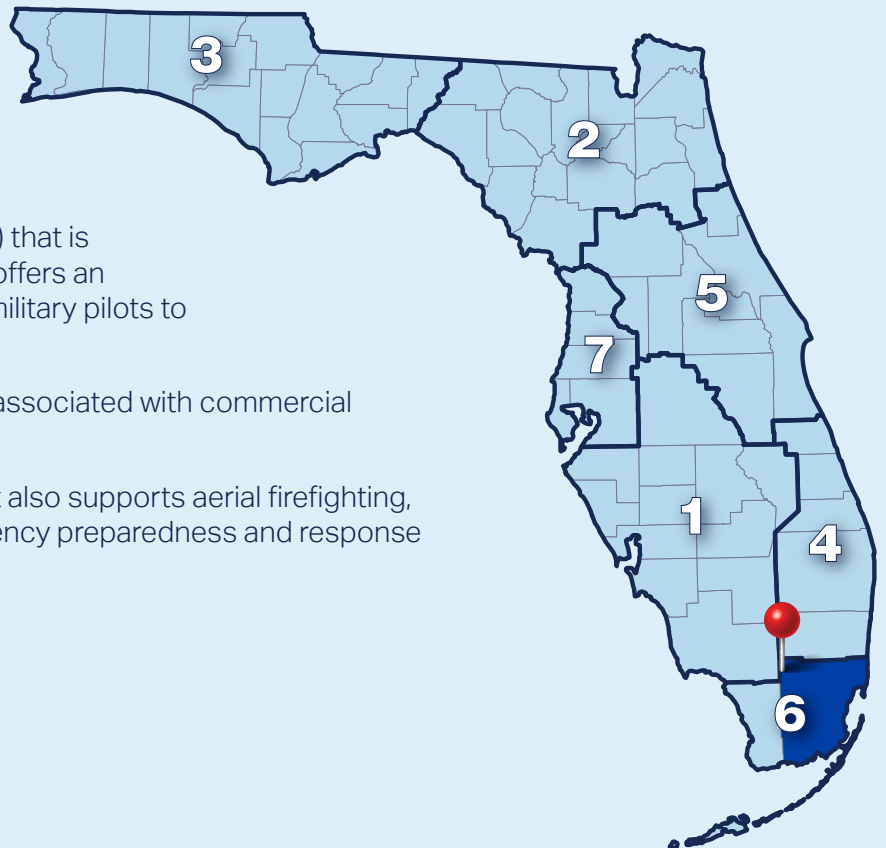 3
2
) that is
offers an
military pilots to
5
7
associated with commercial
also supports aerial firefighting,
ency preparedness and response
1
4
6